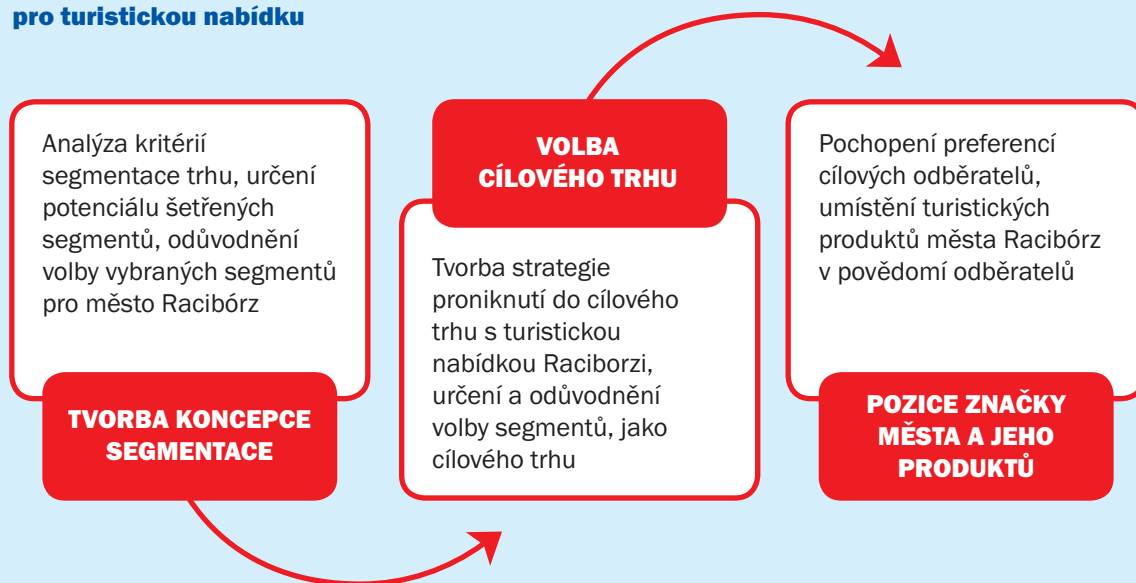 pro turistickou nabídku
Analýza kritérií
segmentace trhu, určení
potenciálu šetřených
segmentů, odůvodnění
volby vybraných segmentů
pro město Racibórz
TVORBA KONCEPCE
SEGMENTACE
VOLBA
CÍLOVÉHO TRHU
Tvorba strategie
proniknutí do cílového
trhu s turistickou
nabídkou Raciborzi,
určení a odůvodnění
volby segmentů, jako
cílového trhu
Pochopení preferencí
cílových odběratelů,
umístění turistických
produktů města Racibórz
v povědomí odběratelů
POZICE ZNAČKY
MĚSTA A JEHO
PRODUKTŮ